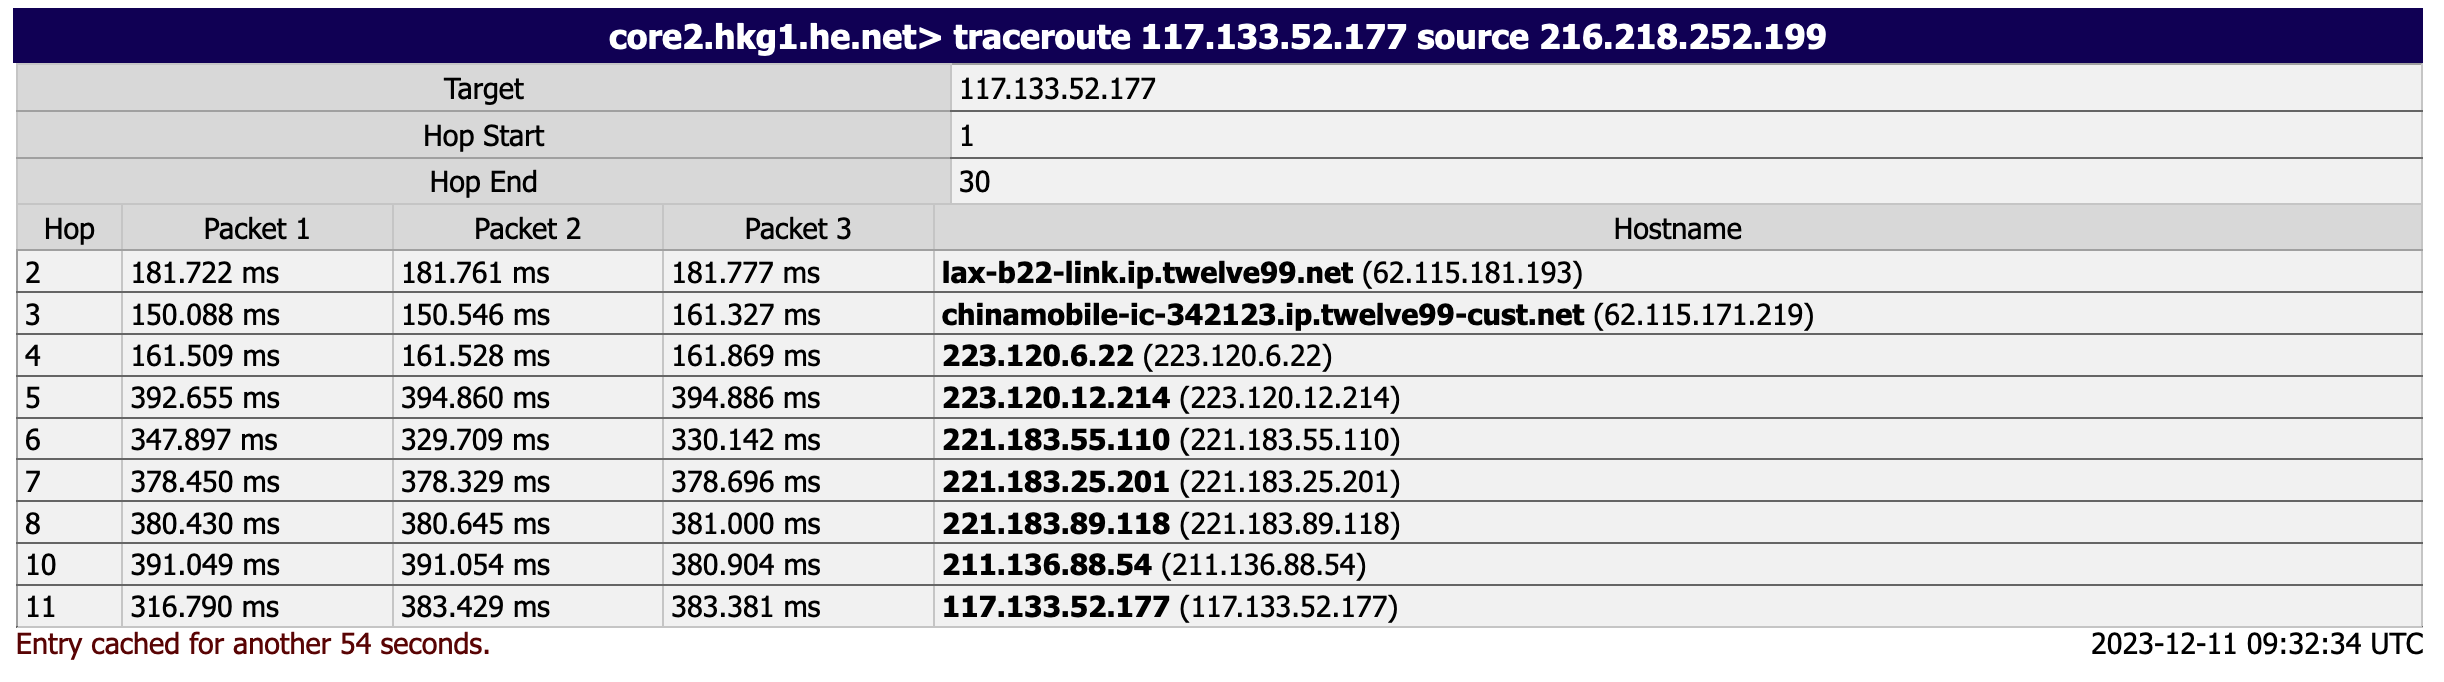 core2.hkg1.he.net> traceroute 117.133.52.177 source 216.218.252.199
Target 117.133.52.177
Hop Start 1
Hop End 30
Hop Packet 1 Packet 2 Packet 3 Hostname
2 181.722 ms 181.761 ms 181.777 ms lax-b22-link.ip.twelve99.net (62.115.181.193)
3 150.088 ms 150.546 ms 161.327 ms chinamobile-ic-342123.ip.twelve99-cust.net (62.115.171.219)
4 161.509 ms 161.528 ms 161.869 ms 223.120.6.22 (223.120.6.22)
5 392.655 ms 394.860 ms 394.886 ms 223.120.12.214 (223.120.12.214)
6 347.897 ms 329.709 ms 330.142 ms 221.183.55.110 (221.183.55.110)
7 378.450 ms 378.329 ms 378.696 ms 221.183.25.201 (221.183.25.201)
8 380.430 ms 380.645 ms 381.000 ms 221.183.89.118 (221.183.89.118)
10 391.049 ms 391.054 ms 380.904 ms 211.136.88.54 (211.136.88.54)
11 316.790 ms 383.429 ms 383.381 ms 117.133.52.177 (117.133.52.177)
Entry cached for another 54 seconds. 2023-12-11 09:32:34 UTC